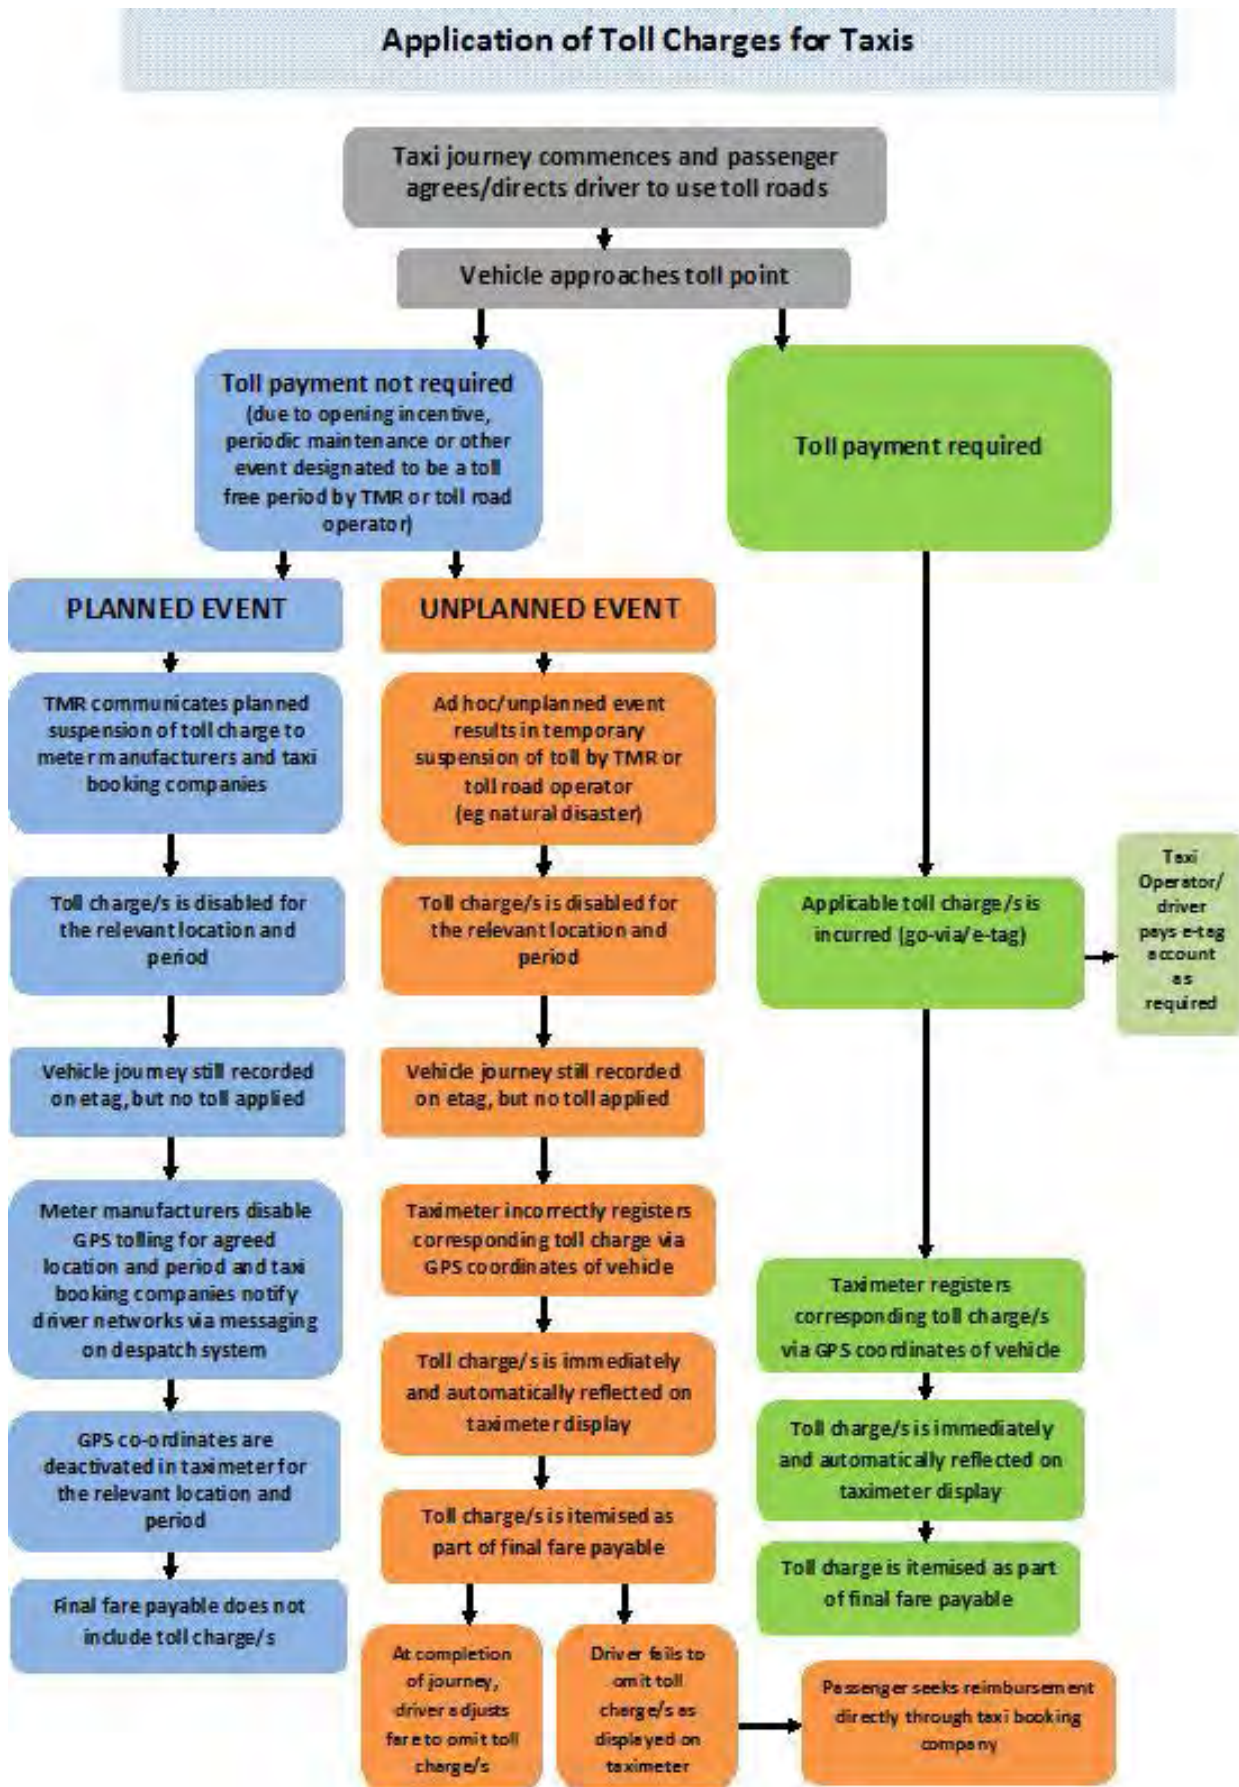 Application of Toll Charges for Taxis
Taxi journey commences and passenger
agrees/directs driver to use toll roads
Vehicle approaches toll point
Toll payment not required
(due to opening incentive,
periodic maintenance or other
event designated to be a toll
free period by TMR or toll road
operator)
Toll payment required
PLANNED EVENT
TMR communicates planned
suspension of toll charge to
meter manufacturers and taxi
booking companies
Toll charge/s is disabled for
the relevant location and
period
Vehicle journey still recorded
on etag, but no toll applied
Meter manufacturers disable
GPS tolling for agreed
location and period and taxi
booking companies notify
driver networks via messaging
on despatch system
GPS co-ordinates are
deactivated in taximeter for
the relevant location and
period
Final fare payable does not
include toll charge/s
UNPLANNED EVENT
Ad hoc/unplanned event
results in temporary
suspension of toll by TMR or
toll road operator
(eg natural disaster)
Toll charge/s is disabled for
the relevant location and
period
Vehicle journey still recorded
on etag, but no toll applied
Taximeter incorrectly registers
corresponding toll charge via
GPS coordinates of vehicle
Toll charge/s is immediately
and automatically reflected on
taximeter display
Toll charge/s is itemised as
part of final fare payable
At completion
of journey,
driver adjusts
fare to omit toll
charge/s
Driver fails to
omit toll
charge/s as
displayed on
taximeter
Passenger seeks reimbursement
directly through taxi booking
company
Applicable toll charge/s is
incurred (go-via/e-tag)
Taxi
Operator/
driver
pays e-tag
account
as
required
Taximeter registers
corresponding toll charge/s
via GPS coordinates of vehicle
Toll charge/s is immediately
and automatically reflected on
taximeter display
Toll charge is itemised as part
of final fare payable